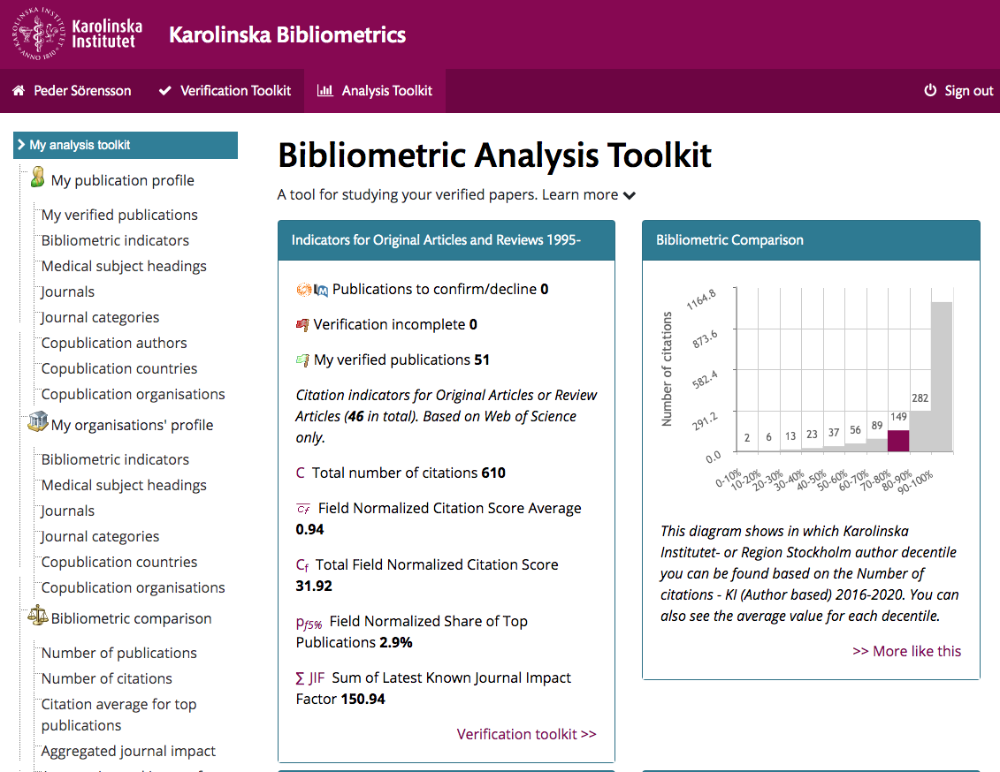 KAROLINSKA INSTITUTET
ANNO 1810
Karolinska
Institutet
Karolinska Bibliometrics
Peder Sörensson
Verification Toolkit
Analysis Toolkit
Sign out
My analysis toolkit
My publication profile
My verified publications
Bibliometric indicators
Medical subject headings
Journals
Journal categories
Copublication authors
Copublication countries
Copublication organisations
My organisations' profile
Bibliometric indicators
Medical subject headings
Journals
Journal categories
Copublication countries
Copublication organisations
Bibliometric comparison
Number of publications
Number of citations
Citation average for top
publications
Aggregated journal impact
Bibliometric Analysis Toolkit
A tool for studying your verified papers. Learn more
Indicators for Original Articles and Reviews 1995-
Publications to confirm/decline 0
Verification incomplete 0
My verified publications 51
Citation indicators for Original Articles or Review
Articles (46 in total). Based on Web of Science
only.
C Total number of citations 610
cf Field Normalized Citation Score Average
0.94
Cf Total Field Normalized Citation Score
31.92
pf5% Field Normalized Share of Top
Publications 2.9%
∑ JIF Sum of Latest Known Journal Impact
Factor 150.94
Verification toolkit >>
Bibliometric Comparison
Number of citations
1164.8
873.6
582.4
291.2
0.0
2
6
13
23
37
56
89
149
282
0-10%
10-20%
20-30%
30-40%
40-50%
50-60%
60-70%
70-80%
80-90%
90-100%
This diagram shows in which Karolinska
Institutet- or Region Stockholm author decentile
you can be found based on the Number of
citations - KI (Author based) 2016-2020. You can
also see the average value for each decentile.
>> More like this